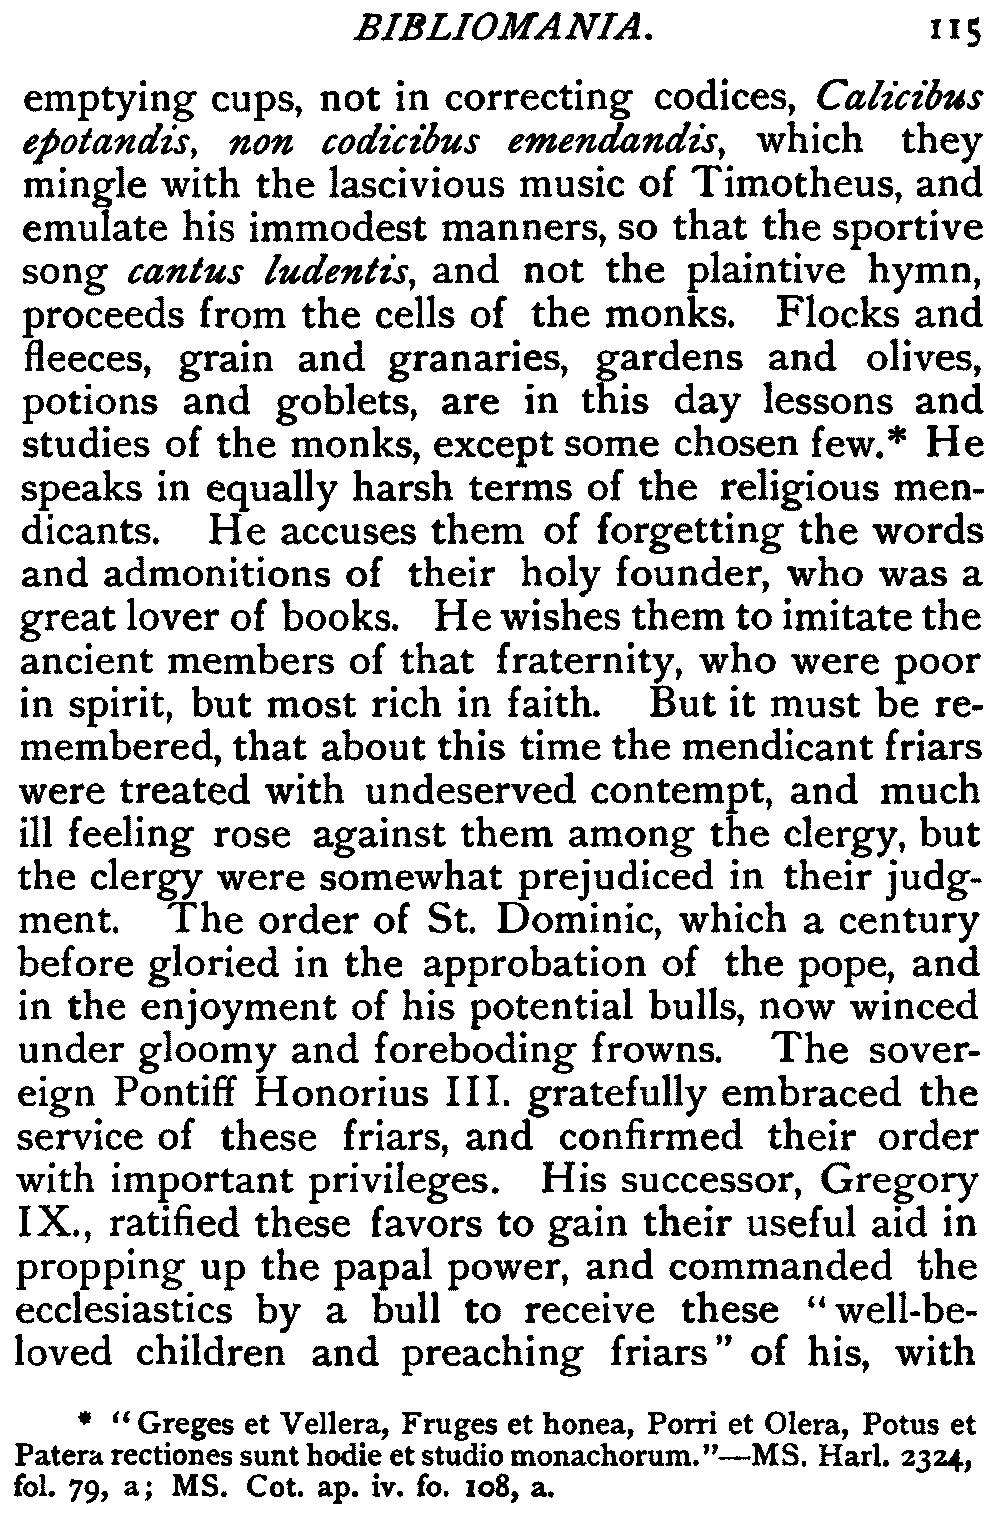 BIBLIOMANIA. 115
emptying cups, not in correcting codices, Calicibus
epotandis, non codicibus emendandis, which they
mingle with the lascivious music of Timotheus, and
emulate his immodest manners, so that the sportive
song cantus ludentis, and not the plaintive hymn,
proceeds from the cells of the monks. Flocks and
fleeces, grain and granaries, gardens and olives,
potions and goblets, are in this day lessons and
studies of the monks, except some chosen few.* He
speaks in equally harsh terms of the religious men-
dicants. He accuses them of forgetting the words
and admonitions of their holy founder, who was a
great lover of books. He wishes them to imitate the
ancient members of that fraternity, who were poor
in spirit, but most rich in faith. But it must be re-
membered, that about this time the mendicant friars
were treated with undeserved contempt, and much
ill feeling rose against them among the clergy, but
the clergy were somewhat prejudiced in their judg-
ment. The order of St. Dominic, which a century
before gloried in the approbation of the pope, and
in the enjoyment of his potential bulls, now winced
under gloomy and foreboding frowns. The sover-
eign Pontiff Honorius III. gratefully embraced the
service of these friars, and confirmed their order
with important privileges. His successor, Gregory
IX., ratified these favors to gain their useful aid in
propping up the papal power, and commanded the
ecclesiastics by a bull to receive these "well-be-
loved children and preaching friars" of his, with
* "Greges et Vellera, Fruges et honea, Porri et Olera, Potus et
Patera rectiones sunt hodie et studio monachorum."—MS. Harl. 2324,
fol. 79, a; MS. Cot. ap. iv. fo. 108, a.